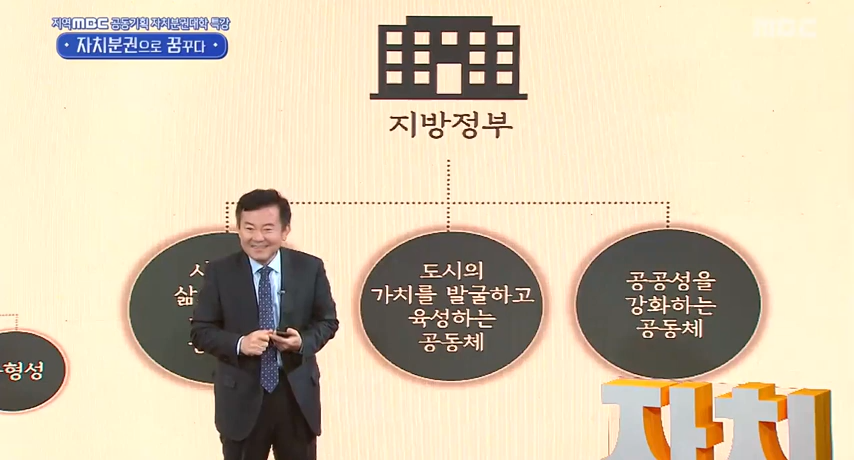 지역MBC 공동기획 자치분권대학 특강
자치분권으로 꿈꾸다
MBC
지방정부
도시의
가치를 발굴하고
육성하는
공동체
공공성을
강화하는
공동체
형성
자치